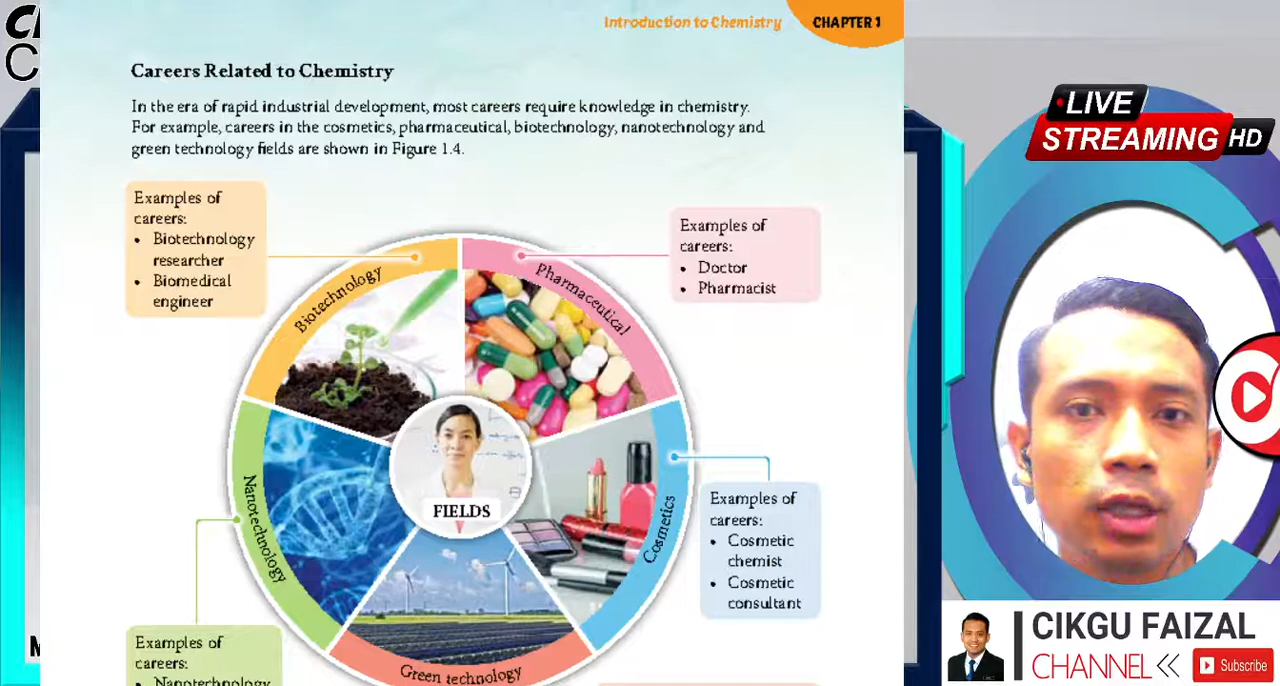 Introduction to Chemistry
CHAPTER 1
Careers Related to Chemistry
In the era of rapid industrial development, most careers require knowledge in chemistry.
For example, careers in the cosmetics, pharmaceutical, biotechnology, nanotechnology and
green technology fields are shown in Figure 1.4.
Examples of
careers:
• Biotechnology
researcher
• Biomedical
engineer
Examples of
careers:
• Doctor
• Pharmacist
Biotechnology
Pharmaceutical
Nanotechnology
FIELDS
Cosmetics
Green technology
Examples of
careers:
• Cosmetic
chemist
• Cosmetic
consultant
Examples of
careers:
• Nanotechnology
LIVE
STREAMING HD
CIKGU FAIZAL
CHANNEL
Subscribe